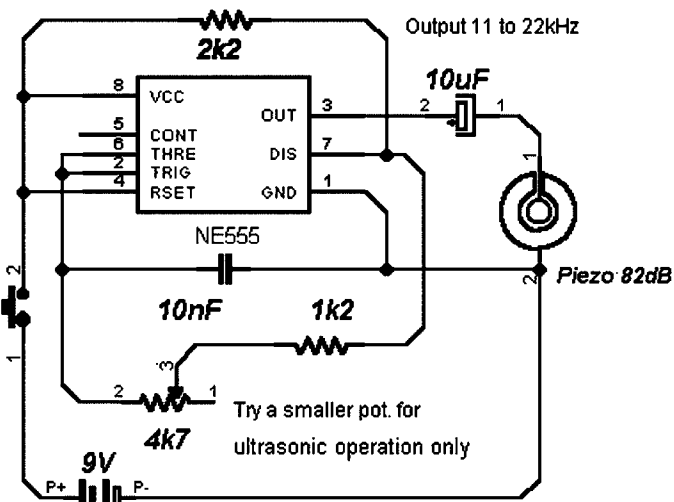 Output 11 to 22kHz
2k2
10uF
8 VCC
OUT 3
2 1
5 CONT
6 THRE
DIS 7
2 TRIG
4 RSET
GND 1
1
NE555
2
2
Piezo 82dB
10nF
1k2
1
3
2 1
4k7
Try a smaller pot. for
ultrasonic operation only
9V
P+ P-